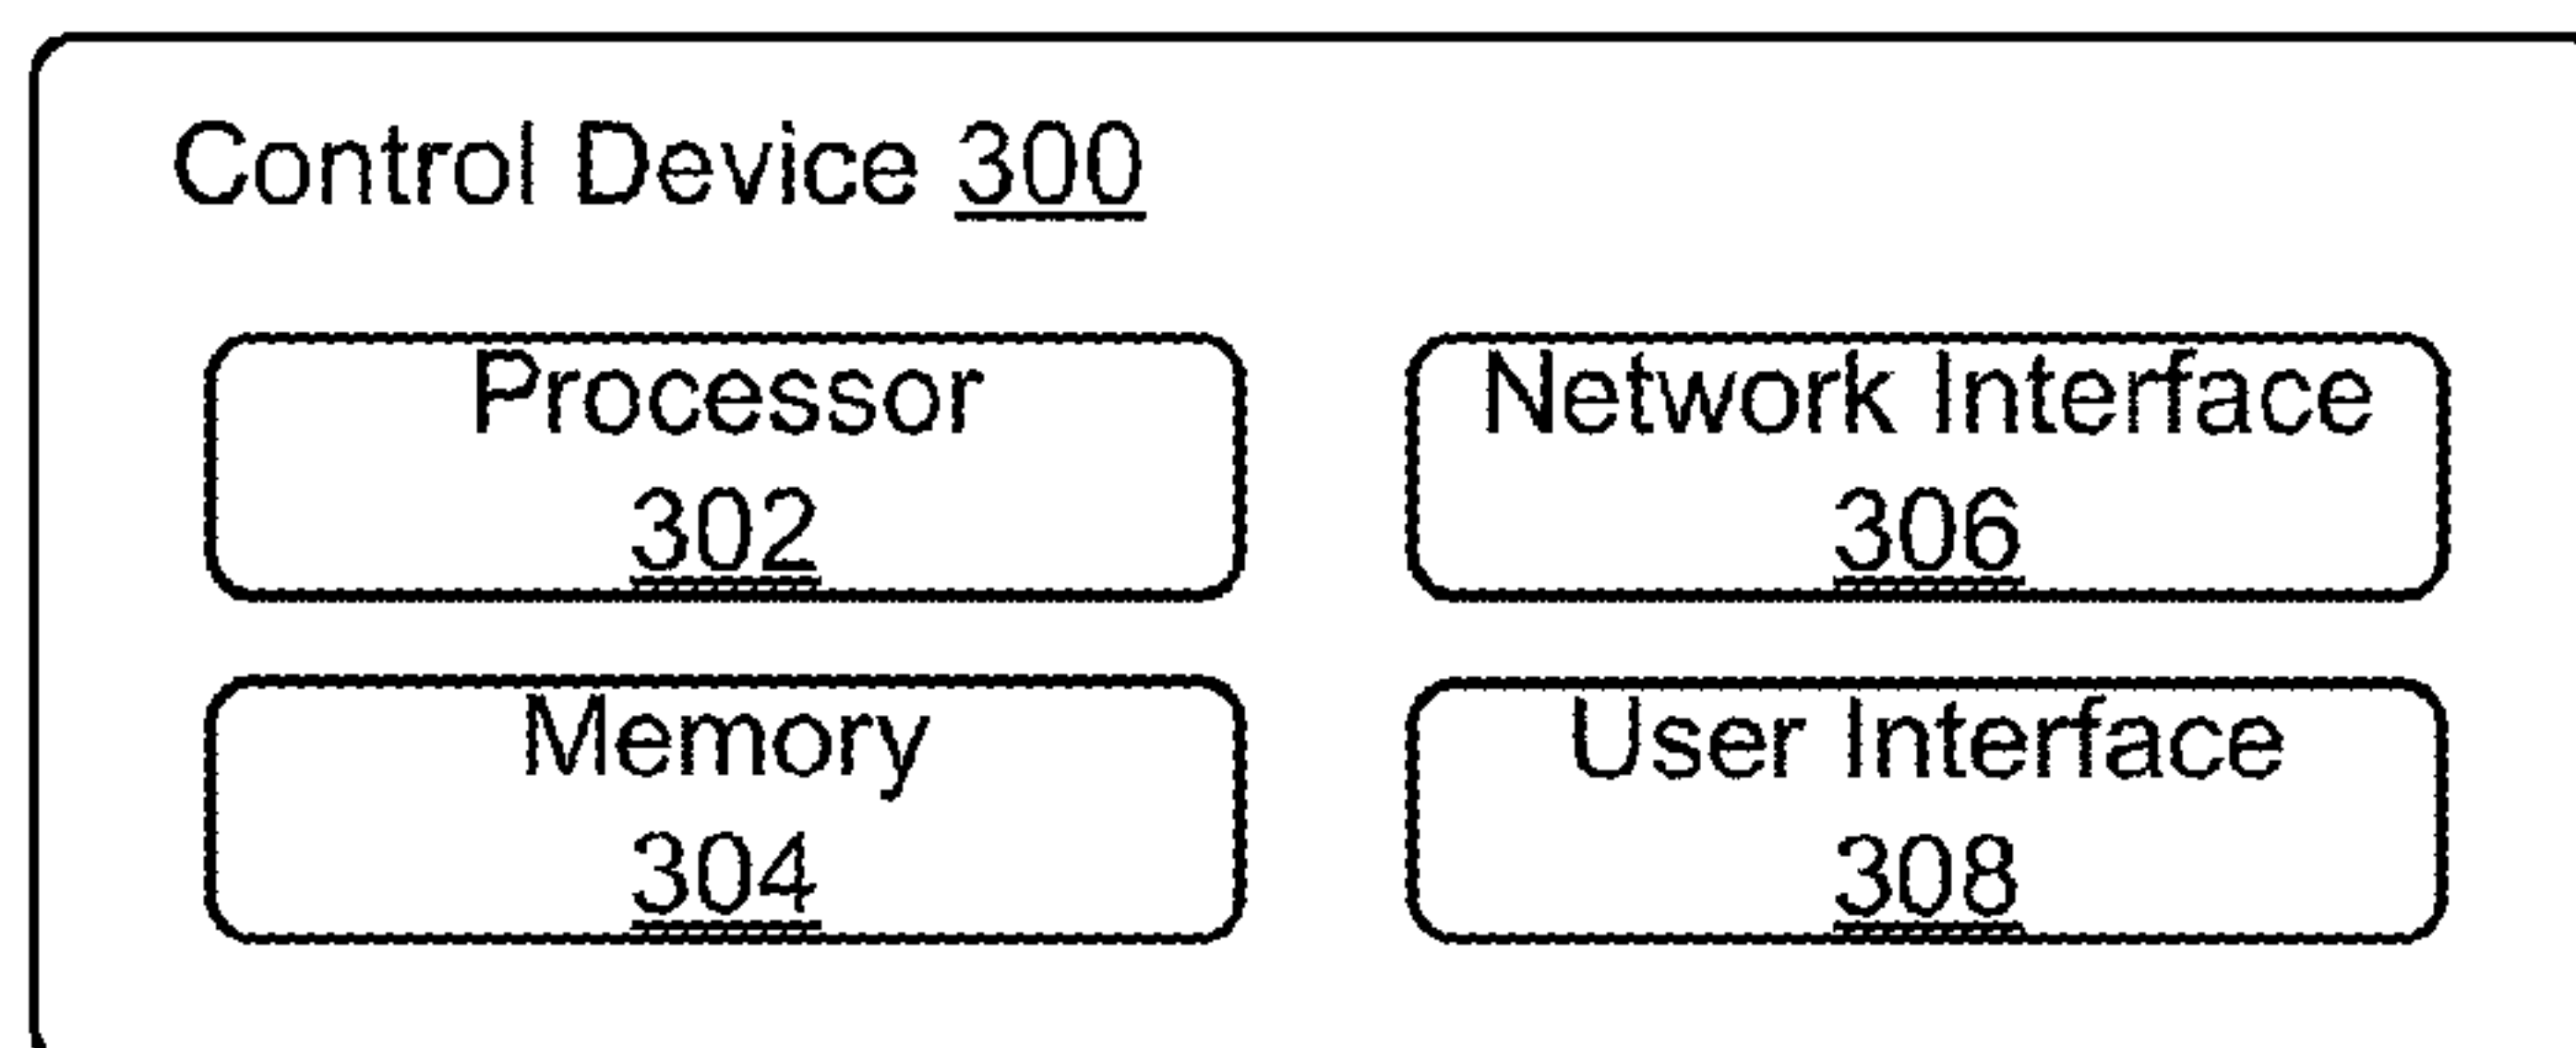 Control Device 300
Processor
302
Network Interface
306
Memory
304
User Interface
308